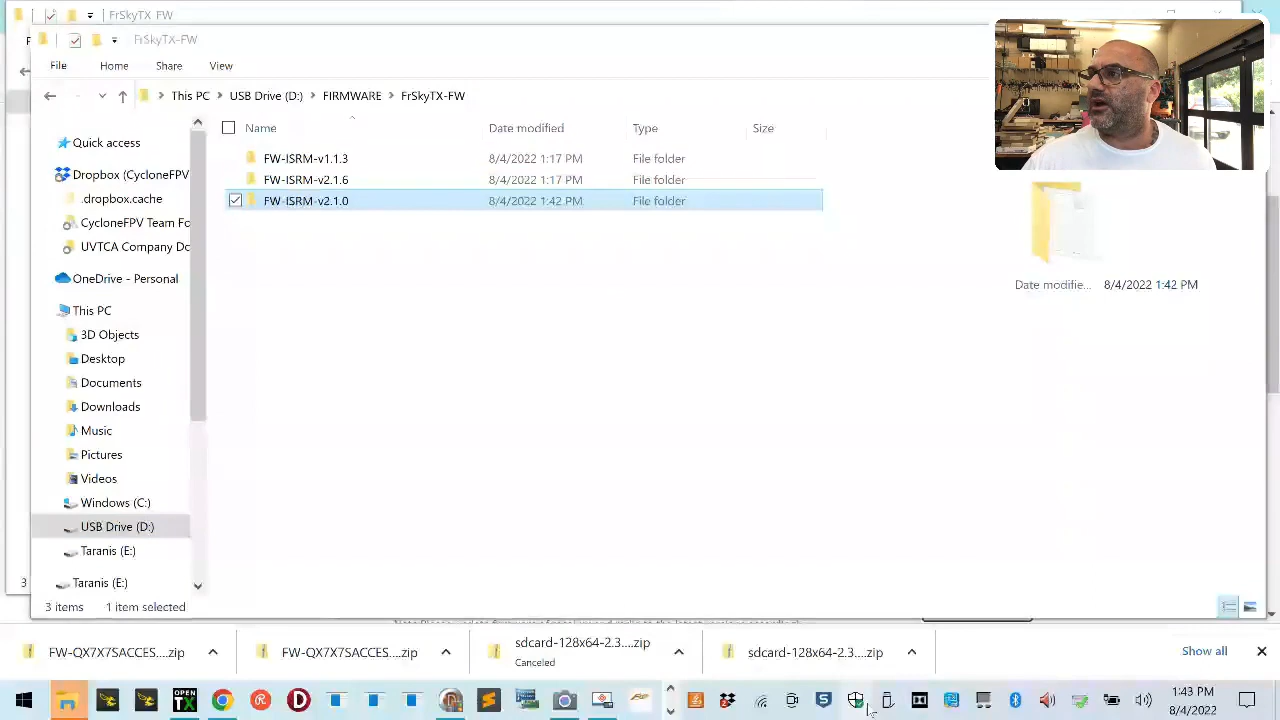 FrSkyTX FW
FrSkyTX-FW
File Home Share View
This PC USB Drive (D:) FrSkyTX-FW
Name Date modified Type Size
FW-ISRM 1.3 8/4/2022 1:17 PM File folder
FW-ISRM 8/4/2022 1:17 PM File folder
FW-ISRM-v2.1.0 8/4/2022 1:42 PM File folder
Date modifie... 8/4/2022 1:42 PM
Quick access
Dropbox (CycloneFPV
.dropbox.cache
CycloneFPV Team Fo
UVTCA Company Dc
OneDrive - Personal
This PC
3D Objects
Desktop
Documents
Downloads
Music
Pictures
Videos
Windows (C:)
USB Drive (D:)
Taranis (E:)
Taranis (E:)
3
3 items 1 item selected
FW-QX7X7SACCES....zip
FW-QX7X7SACCES....zip
sdcard-128x64-2.3....zip
Canceled
sdcard-128x64-2.3....zip
Show all
OPEN
TX
1:43 PM
8/4/2022